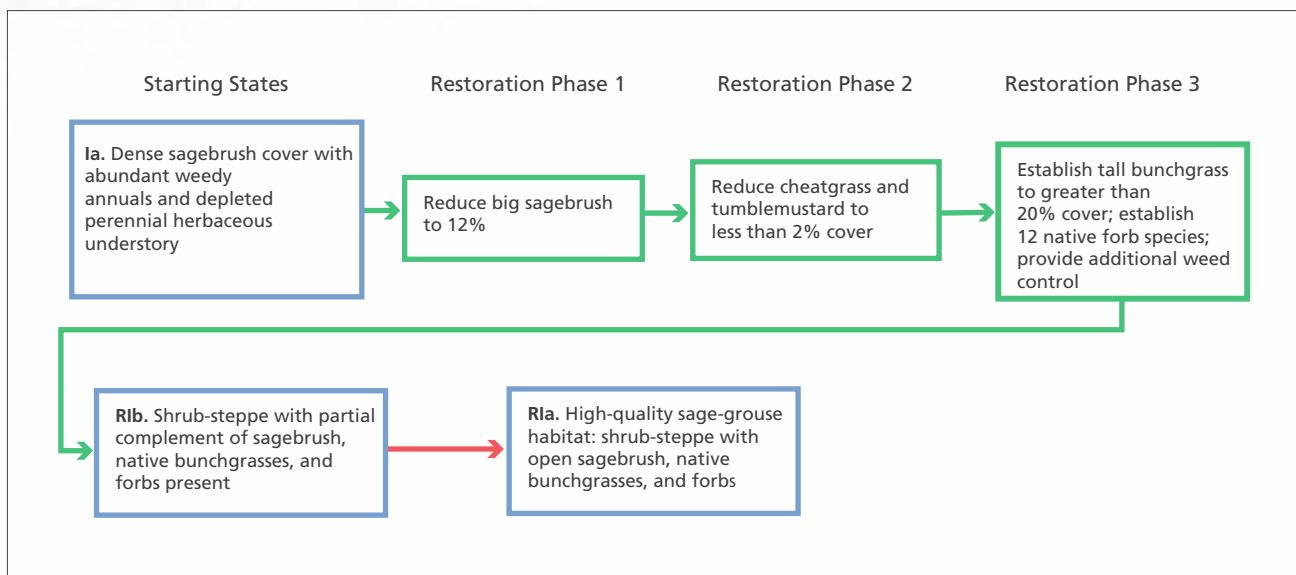 Starting States
Restoration Phase 1
Restoration Phase 2
Restoration Phase 3
Ia. Dense sagebrush cover with
abundant weedy
annuals and depleted
perennial herbaceous
understory
Reduce big sagebrush
to 12%
Reduce cheatgrass and
tumblemustard to
less than 2% cover
Establish tall bunchgrass
to greater than
20% cover; establish
12 native forb species;
provide additional weed
control
RIb. Shrub-steppe with partial
complement of sagebrush,
native bunchgrasses, and
forbs present
RIa. High-quality sage-grouse
habitat: shrub-steppe with
open sagebrush, native
bunchgrasses, and forbs